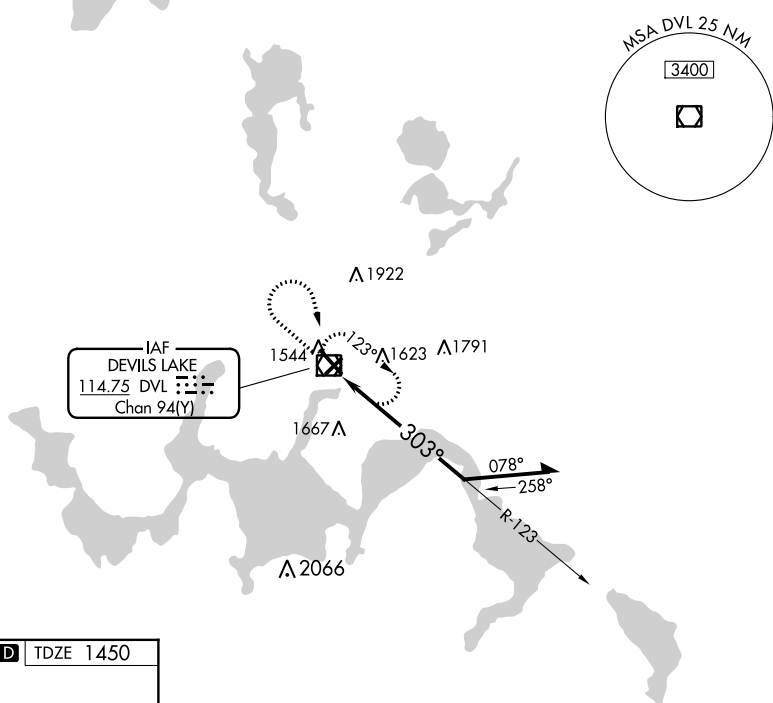 MSA DVL 25 NM
3400
1922
IAF
DEVILS LAKE
114.75 DVL
Chan 94(Y)
1544
123°
1623
1791
1667
303°
078°
258°
R-123
2066
D TDZE 1450